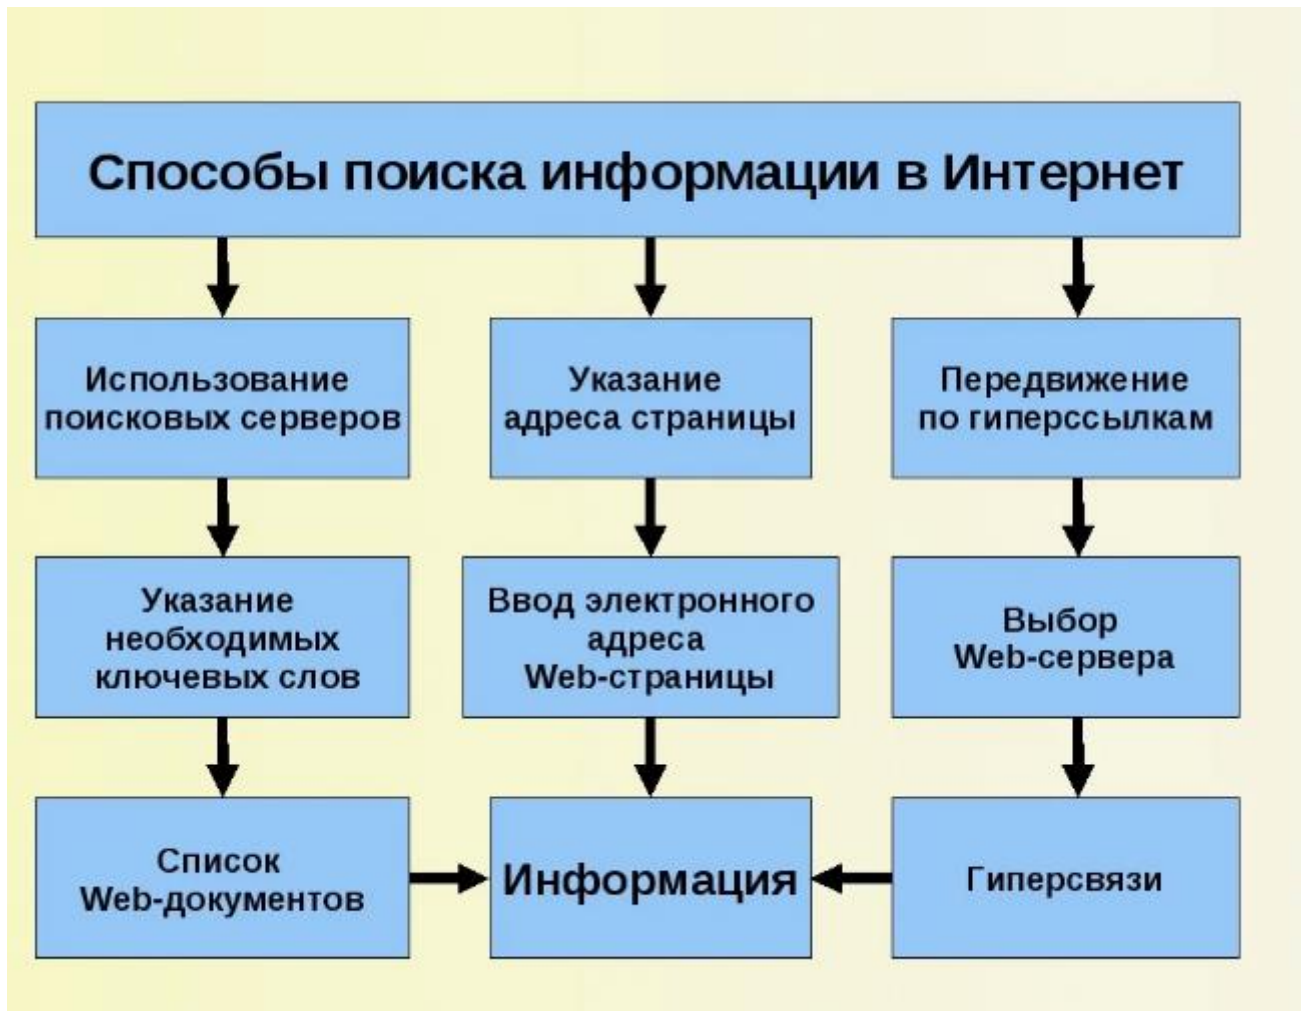 Способы поиска информации в Интернет
Использование
поисковых серверов
Указание
адреса страницы
Передвижение
по гиперссылкам
Указание
необходимых
ключевых слов
Ввод электронного
адреса
Web-страницы
Выбор
Web-сервера
Список
Web-документов
Информация
Гиперсвязи